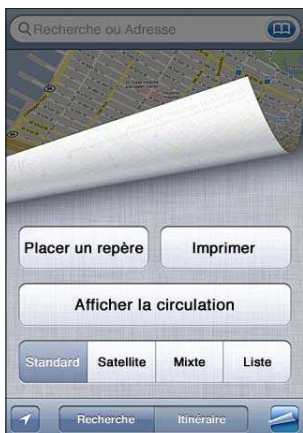 Recherche ou Adresse
Placer un repère Imprimer
Afficher la circulation
Standard Satellite Mixte Liste
Recherche Itinéraire